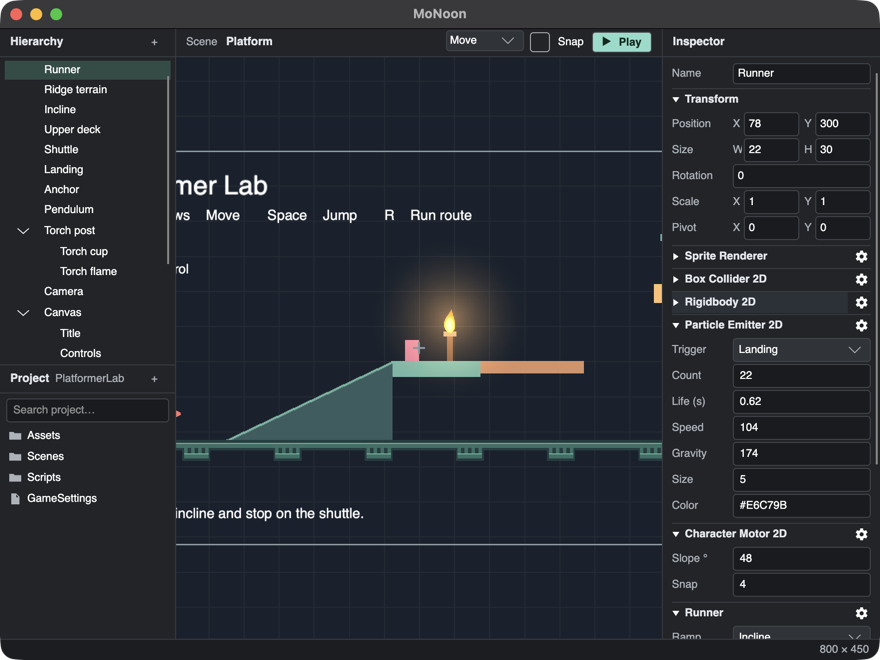 MoNoon
Hierarchy +
Runner
Ridge terrain
Incline
Upper deck
Shuttle
Landing
Anchor
Pendulum
Torch post
Torch cup
Torch flame
Camera
Canvas
Title
Controls
Project PlatformerLab +
Search project...
Assets
Scenes
Scripts
GameSettings
Scene Platform Move Snap Play
mer Lab
ws Move Space Jump R Run route
rol
incline and stop on the shuttle.
Inspector
Name Runner
Transform
Position X 78 Y 300
Size W 22 H 30
Rotation 0
Scale X 1 Y 1
Pivot X 0 Y 0
Sprite Renderer
Box Collider 2D
Rigidbody 2D
Particle Emitter 2D
Trigger Landing
Count 22
Life (s) 0.62
Speed 104
Gravity 174
Size 5
Color #E6C79B
Character Motor 2D
Slope ° 48
Snap 4
Runner
Ramp Incline
800 × 450